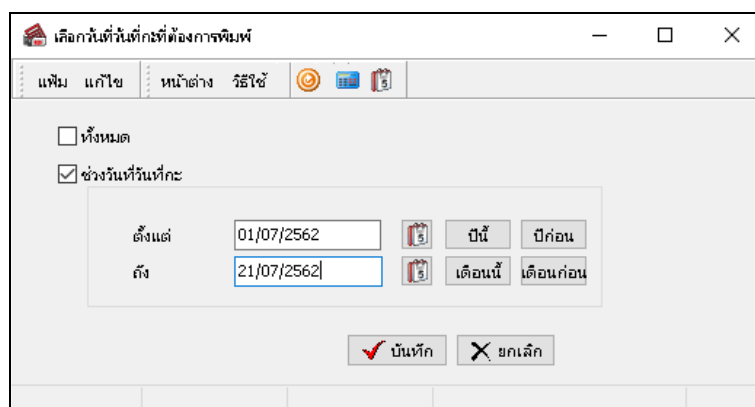 เลือกวันที่วันที่กะที่ต้องการพิมพ์
แฟ้ม แก้ไข หน้าต่าง วิธีใช้
ทั้งหมด
ช่วงวันที่วันที่กะ
ตั้งแต่ 01/07/2562 ปีนี้ ปีก่อน
ถึง 21/07/2562 เดือนนี้ เดือนก่อน
บันทึก ยกเลิก